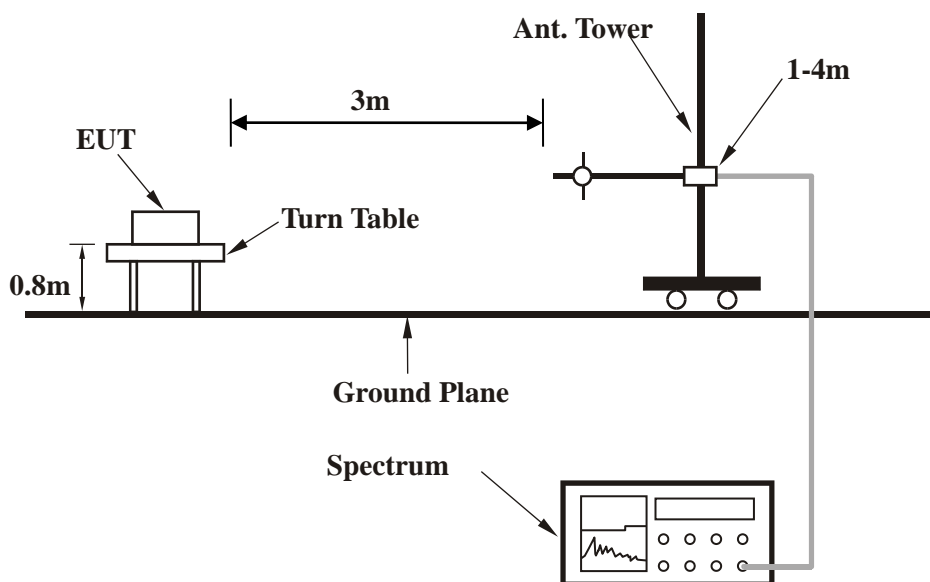 Ant. Tower
1-4m
3m
EUT
Turn Table
0.8m
Ground Plane
Spectrum